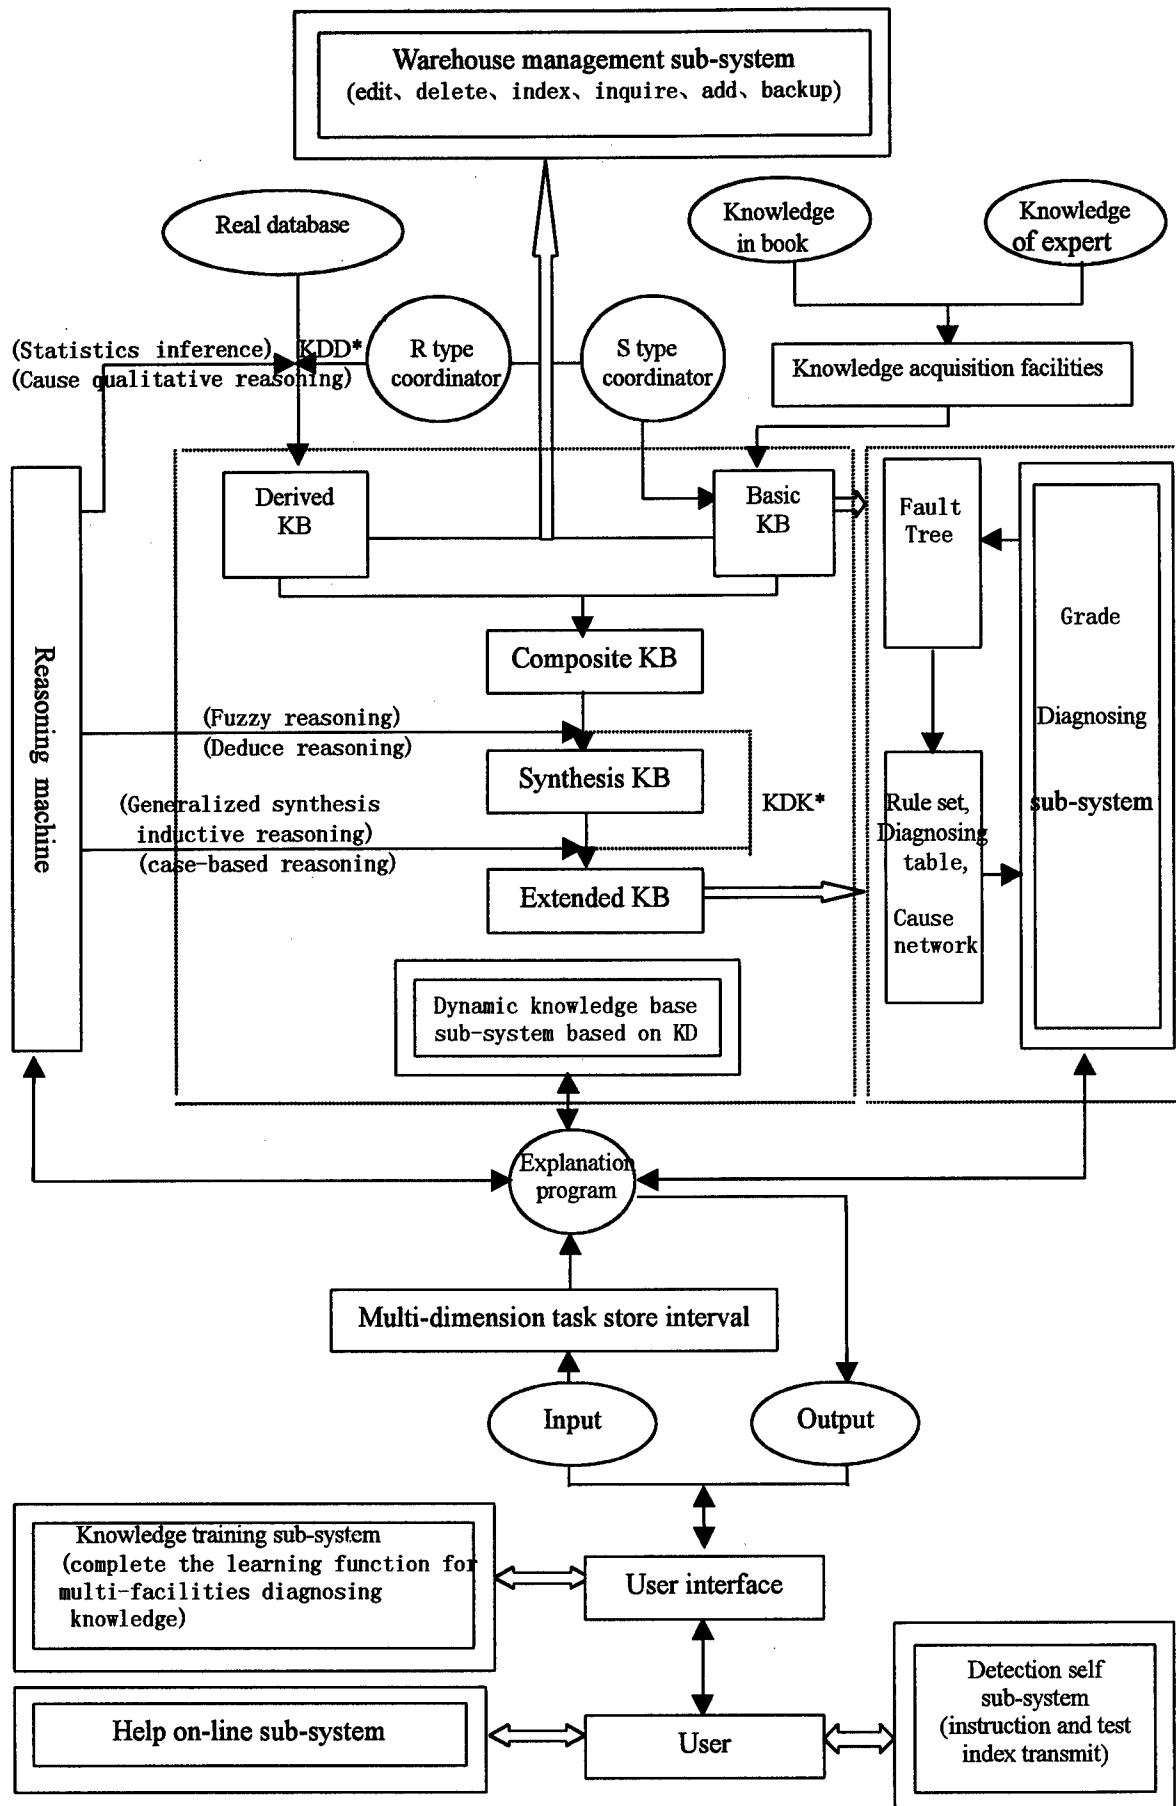 Warehouse management sub-system
(edit、delete、index、inquire、add、backup)
Real database
Knowledge
in book
Knowledge
of expert
(Statistics inference)
KDD*
(Cause qualitative reasoning)
R type
coordinator
S type
coordinator
Knowledge acquisition facilities
Derived
KB
Basic
KB
Fault
Tree
Grade
Diagnosing
sub-system
Reasoning machine
Composite KB
(Fuzzy reasoning)
(Deduce reasoning)
Synthesis KB
KDK*
(Generalized synthesis
inductive reasoning)
(case-based reasoning)
Extended KB
Rule set,
Diagnosing
table,
Cause
network
Dynamic knowledge base
sub-system based on KD
Explanation
program
Multi-dimension task store interval
Input
Output
Knowledge training sub-system
(complete the learning function for
multi-facilities diagnosing
knowledge)
User interface
Help on-line sub-system
User
Detection self
sub-system
(instruction and test
index transmit)